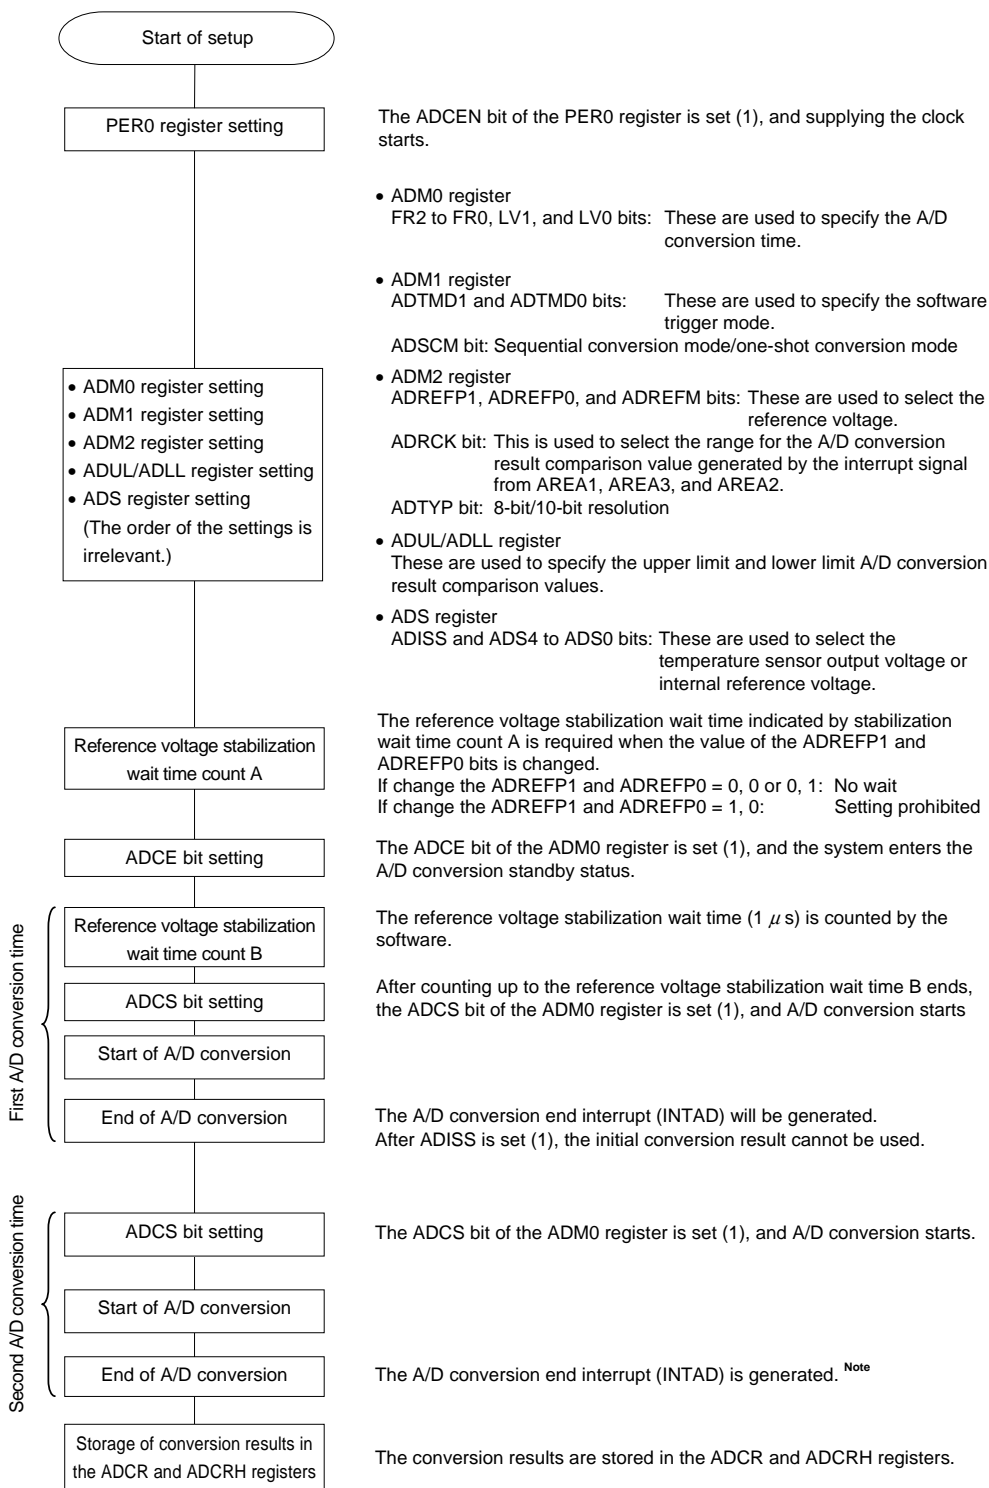 Start of setup
PER0 register setting
The ADCEN bit of the PER0 register is set (1), and supplying the clock
starts.
• ADM0 register
FR2 to FR0, LV1, and LV0 bits: These are used to specify the A/D
conversion time.
• ADM1 register
ADTMD1 and ADTMD0 bits: These are used to specify the software
trigger mode.
ADSCM bit: Sequential conversion mode/one-shot conversion mode
• ADM0 register setting
• ADM1 register setting
• ADM2 register setting
• ADUL/ADLL register setting
• ADS register setting
(The order of the settings is
irrelevant.)
• ADM2 register
ADREFP1, ADREFP0, and ADREFM bits: These are used to select the
reference voltage.
ADRCK bit: This is used to select the range for the A/D conversion
result comparison value generated by the interrupt signal
from AREA1, AREA3, and AREA2.
ADTYP bit: 8-bit/10-bit resolution
• ADUL/ADLL register
These are used to specify the upper limit and lower limit A/D conversion
result comparison values.
• ADS register
ADISS and ADS4 to ADS0 bits: These are used to select the
temperature sensor output voltage or
internal reference voltage.
Reference voltage stabilization
wait time count A
The reference voltage stabilization wait time indicated by stabilization
wait time count A is required when the value of the ADREFP1 and
ADREFP0 bits is changed.
If change the ADREFP1 and ADREFP0 = 0, 0 or 0, 1: No wait
If change the ADREFP1 and ADREFP0 = 1, 0: Setting prohibited
ADCE bit setting
The ADCE bit of the ADM0 register is set (1), and the system enters the
A/D conversion standby status.
First A/D conversion time
Reference voltage stabilization
wait time count B
The reference voltage stabilization wait time (1 μ s) is counted by the
software.
ADCS bit setting
After counting up to the reference voltage stabilization wait time B ends,
the ADCS bit of the ADM0 register is set (1), and A/D conversion starts
Start of A/D conversion
End of A/D conversion
The A/D conversion end interrupt (INTAD) will be generated.
After ADISS is set (1), the initial conversion result cannot be used.
Second A/D conversion time
ADCS bit setting
The ADCS bit of the ADM0 register is set (1), and A/D conversion starts.
Start of A/D conversion
End of A/D conversion
The A/D conversion end interrupt (INTAD) is generated. Note
Storage of conversion results in
the ADCR and ADCRH registers
The conversion results are stored in the ADCR and ADCRH registers.